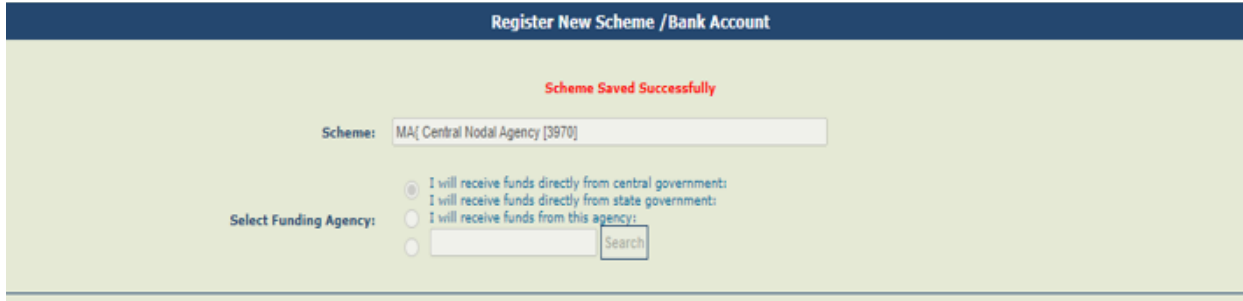 Register New Scheme /Bank Account
Scheme Saved Successfully
Scheme: MA{ Central Nodal Agency [3970]
I will receive funds directly from central government:
I will receive funds directly from state government:
Select Funding Agency: I will receive funds from this agency:
Search